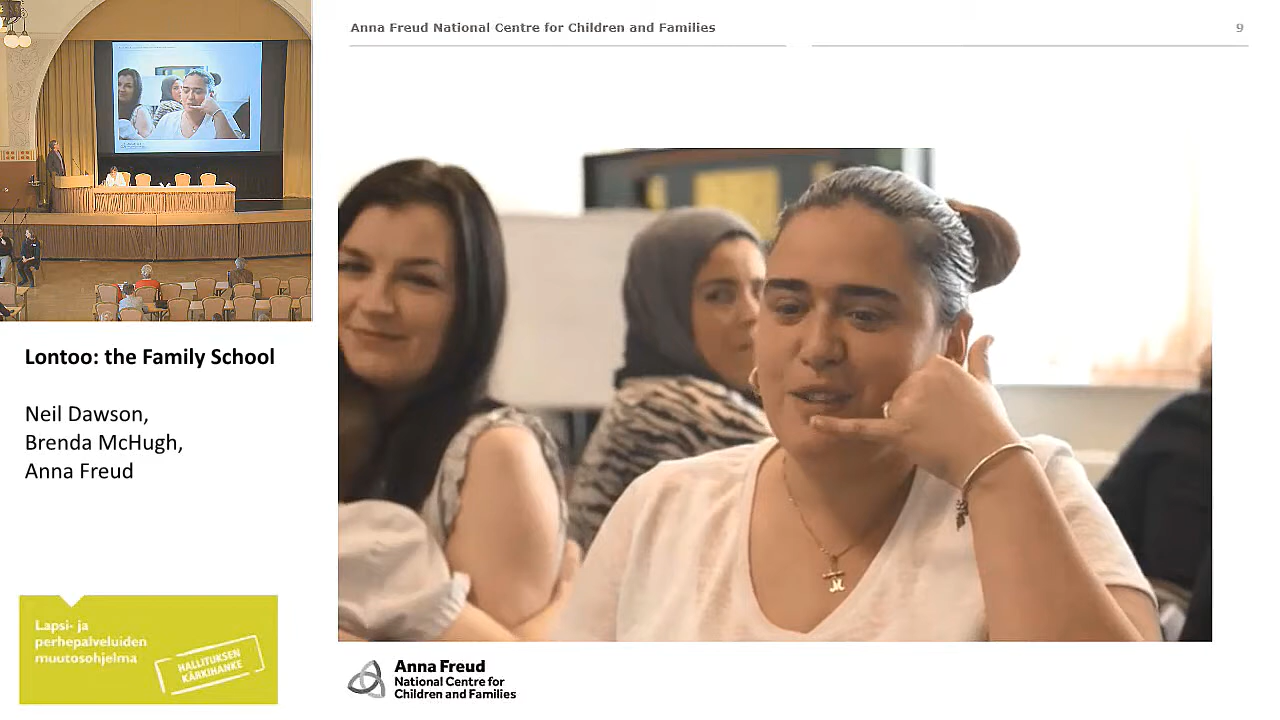 Anna Freud National Centre for Children and Families
9
Lontoo: the Family School
Neil Dawson,
Brenda McHugh,
Anna Freud
Lapsi- ja
perhepalveluiden
muutosohjelma
HALLITUKSEN
KÄRKIHANKE
Anna Freud
National Centre for
Children and Families